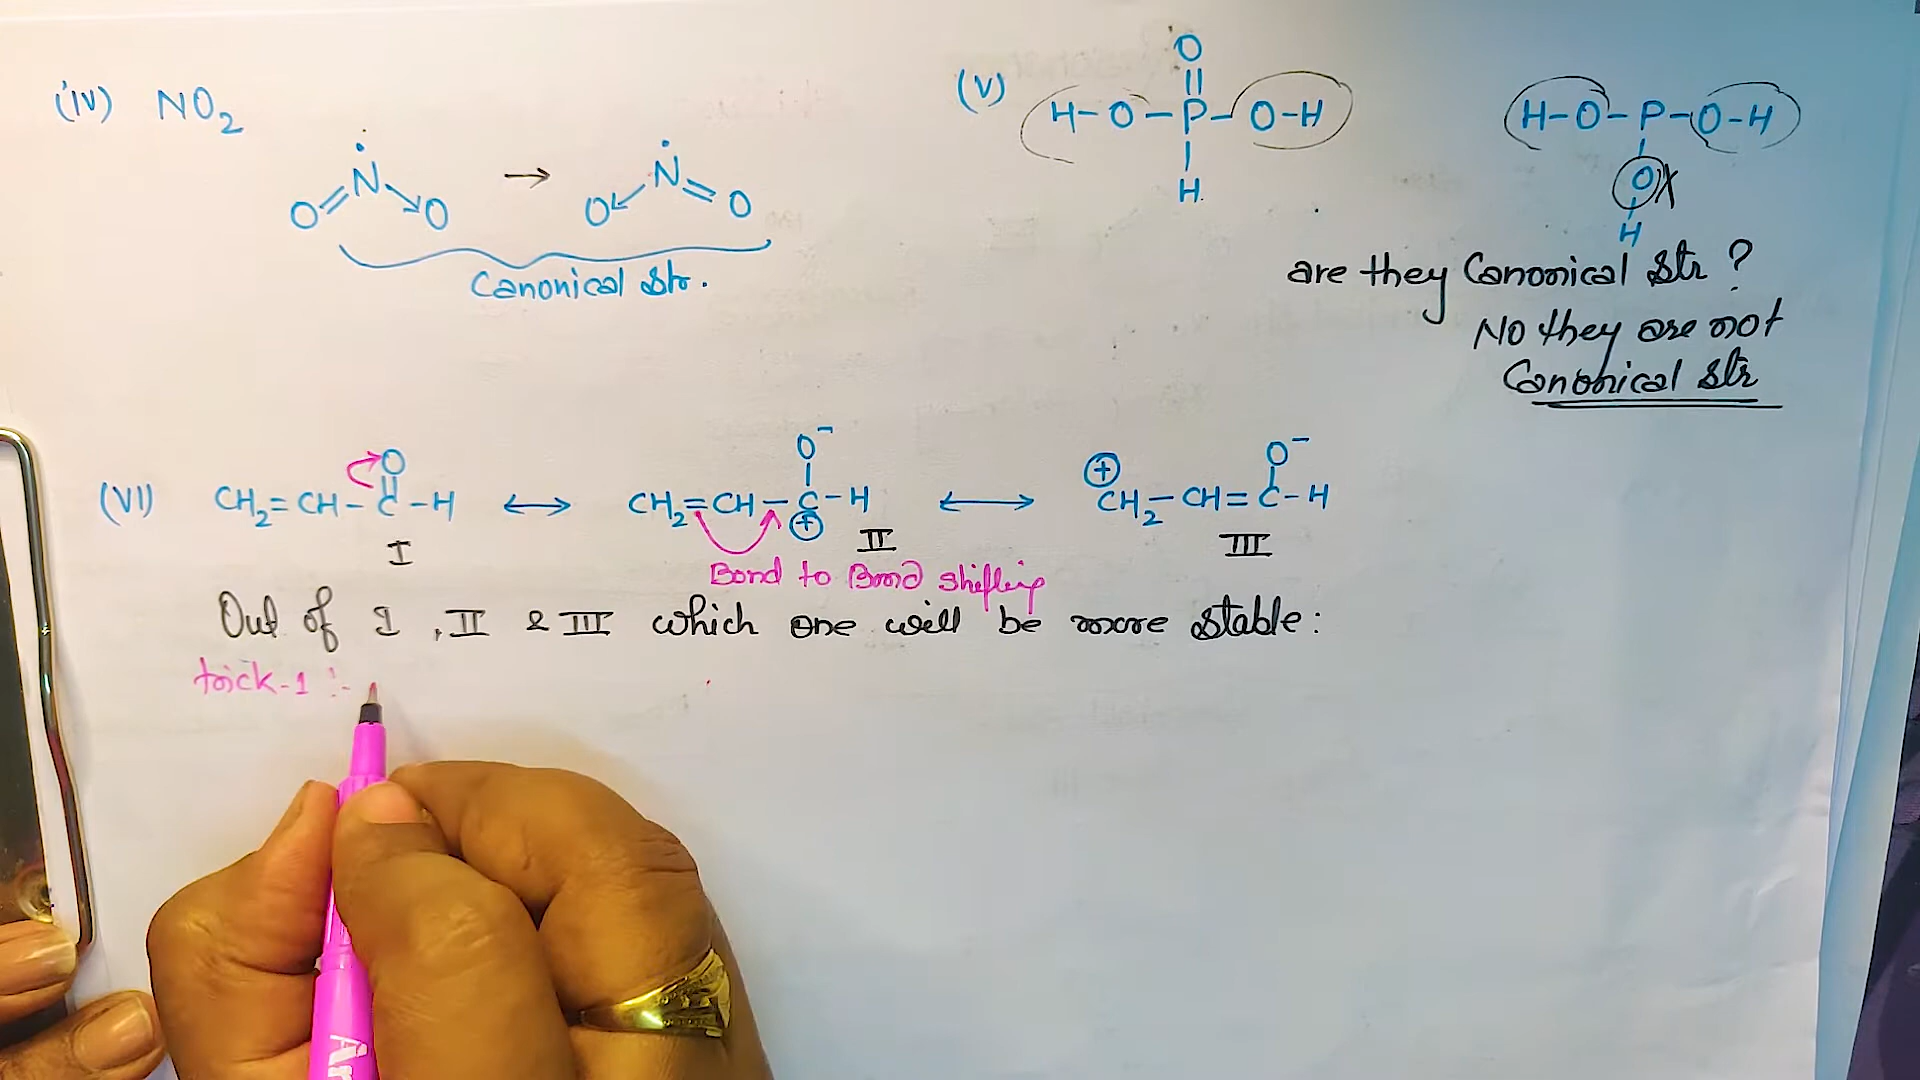 (iv) NO2
N
O=N→O → O←N=O
Canonical Str.
(V)
O
||
H-O-P-O-H
|
H
H-O-P-O-H
|
O
|
H
are they Canonical Str ?
No they are not
Canonical Str
(VI) CH2=CH-C-H ↔ CH2=CH-C-H ↔ CH2-CH=C-H
O O- O-
⊕ ⊕
I II III
Bond to Bond shifting
Out of I, II & III which one will be more stable:
trick-1 :-
An